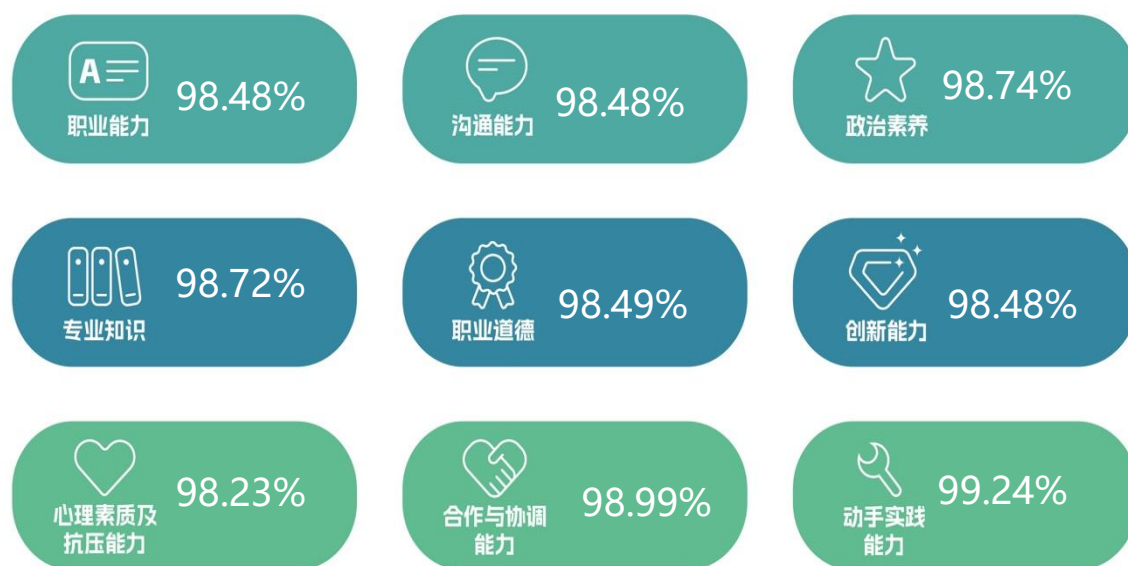 A
98.48%
职业能力
98.48%
沟通能力
98.74%
政治素养
98.72%
专业知识
98.49%
职业道德
98.48%
创新能力
98.23%
心理素质及
抗压能力
98.99%
合作与协调
能力
99.24%
动手实践
能力